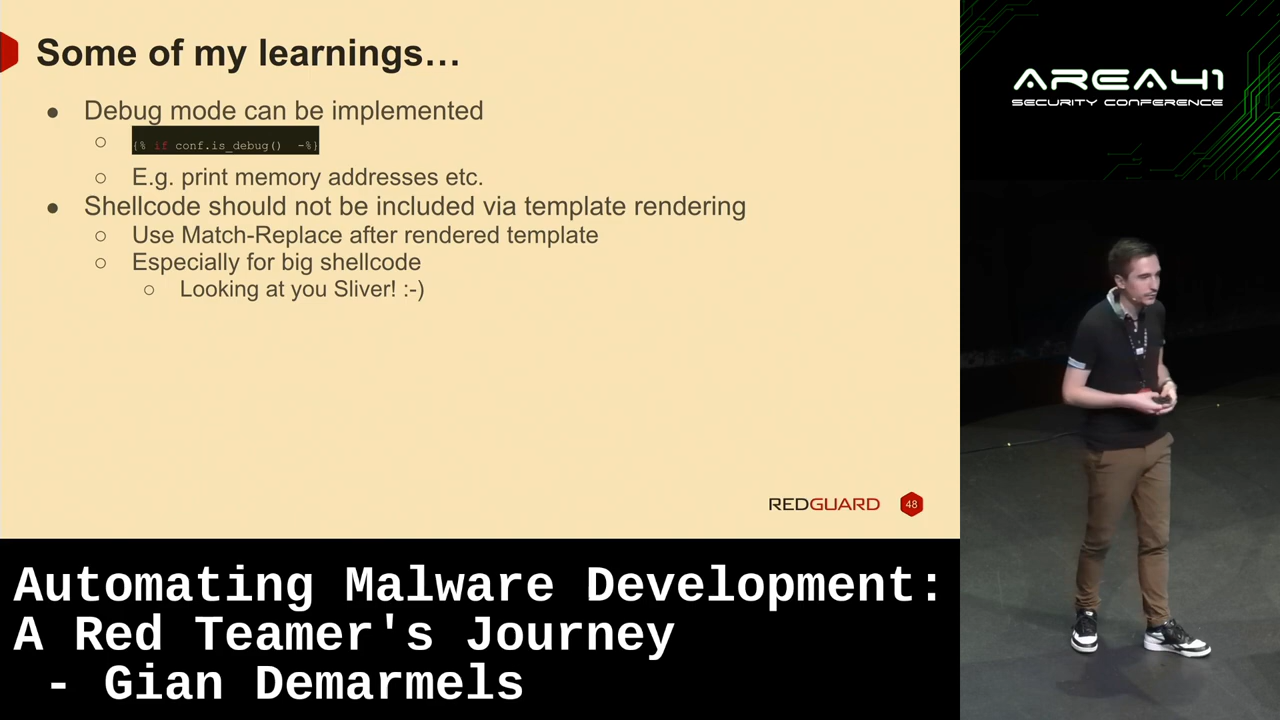 Some of my learnings…
● Debug mode can be implemented
○ {% if conf.is_debug() -%}
○ E.g. print memory addresses etc.
● Shellcode should not be included via template rendering
○ Use Match-Replace after rendered template
○ Especially for big shellcode
○ Looking at you Sliver! :-)
REDGUARD 48
AREA41
SECURITY CONFERENCE
Automating Malware Development:
A Red Teamer's Journey
- Gian Demarmels